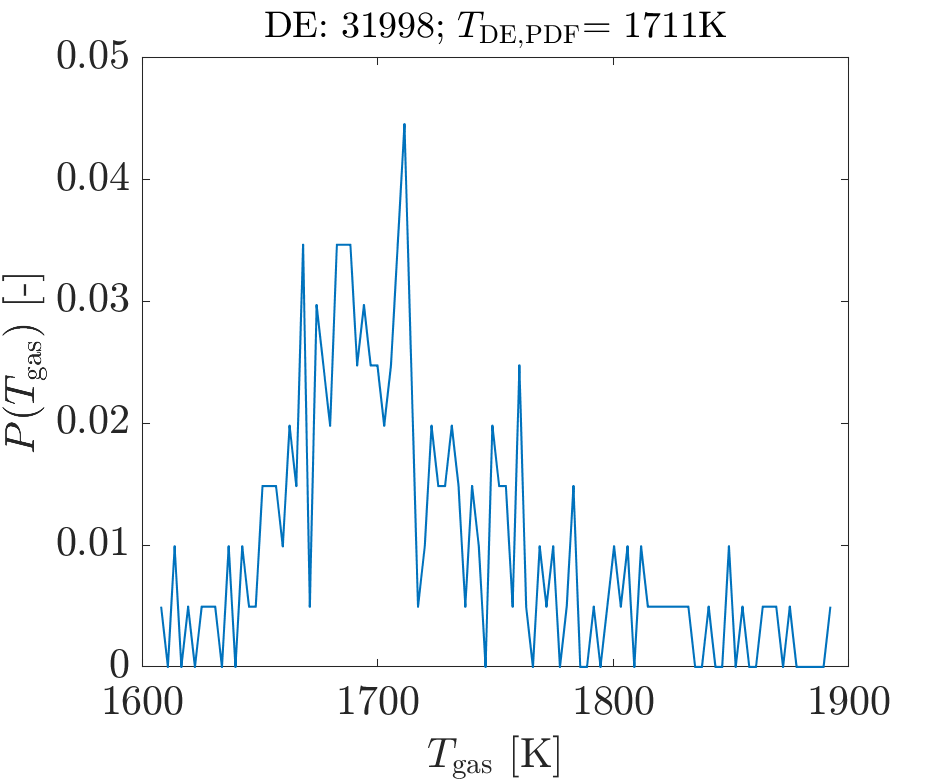 DE: 31998; T_DE,PDF= 1711K
0.05
0.04
0.03
0.02
0.01
0
P(T_gas) [-]
1600 1700 1800 1900
T_gas [K]